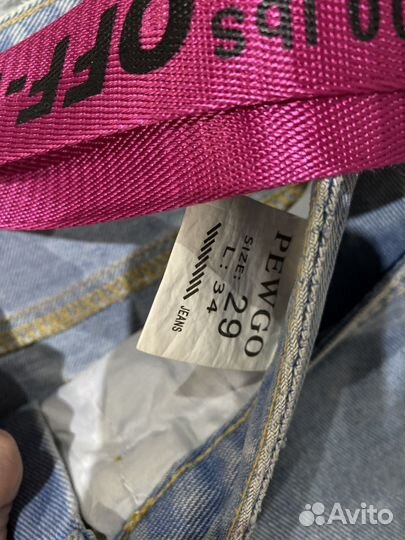 OFF-
00 lbs
PEWGO
SIZE: 29
L: 34
JEANS
Avito